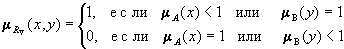 μ_{R_∇}(x, y) = { 1, если μ_A(x) < 1 или μ_B(y) = 1
0, если μ_A(x) = 1 или μ_B(y) < 1